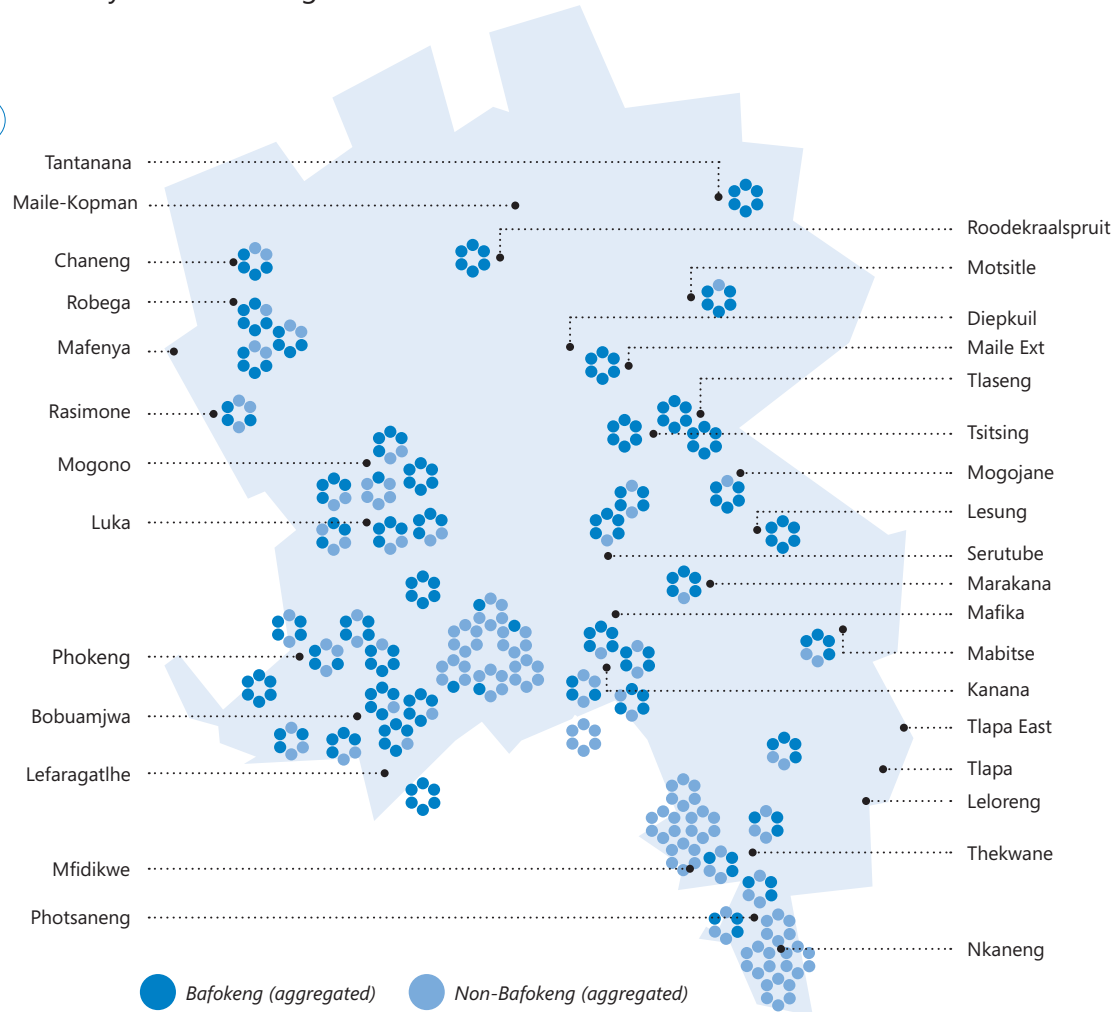 Tantanana
Maile-Kopman
Roodekraalspruit
Chaneng
Motsitle
Robega
Diepkuil
Mafenya
Maile Ext
Tlaseng
Rasimone
Tsitsing
Mogono
Mogojane
Lesung
Luka
Serutube
Marakana
Mafika
Phokeng
Mabitse
Kanana
Bobuamjwa
Tlapa East
Lefaragatlhe
Tlapa
Leloreng
Thekwane
Mfidikwe
Photsaneng
Nkaneng
Bafokeng (aggregated)
Non-Bafokeng (aggregated)